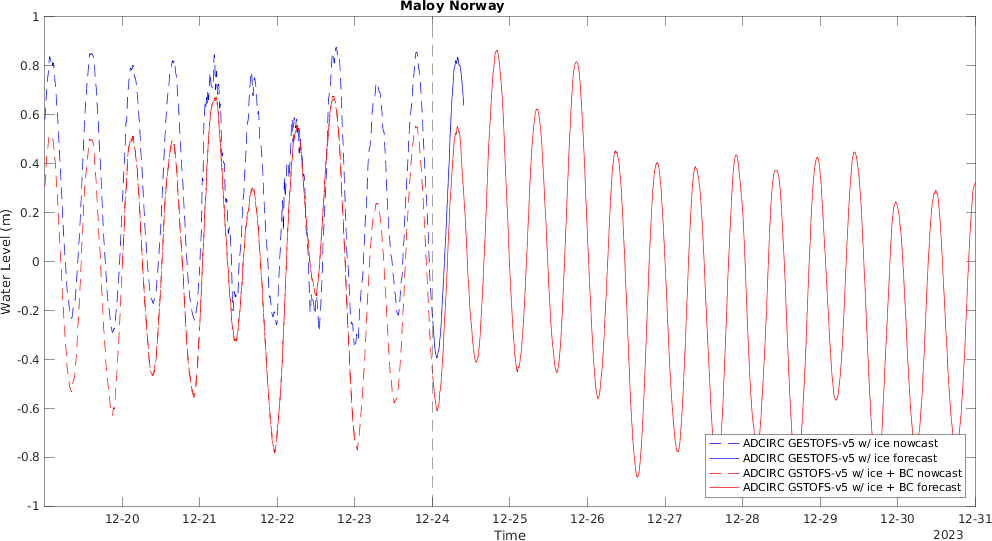 Maloy Norway
1
0.8
0.6
0.4
0.2
0
-0.2
-0.4
-0.6
-0.8
-1
Water Level (m)
ADCIRC GESTOFS-v5 w/ ice nowcast
ADCIRC GESTOFS-v5 w/ ice forecast
ADCIRC GSTOFS-v5 w/ ice + BC nowcast
ADCIRC GSTOFS-v5 w/ ice + BC forecast
12-20 12-21 12-22 12-23 12-24 12-25 12-26 12-27 12-28 12-29 12-30 12-31
Time
2023